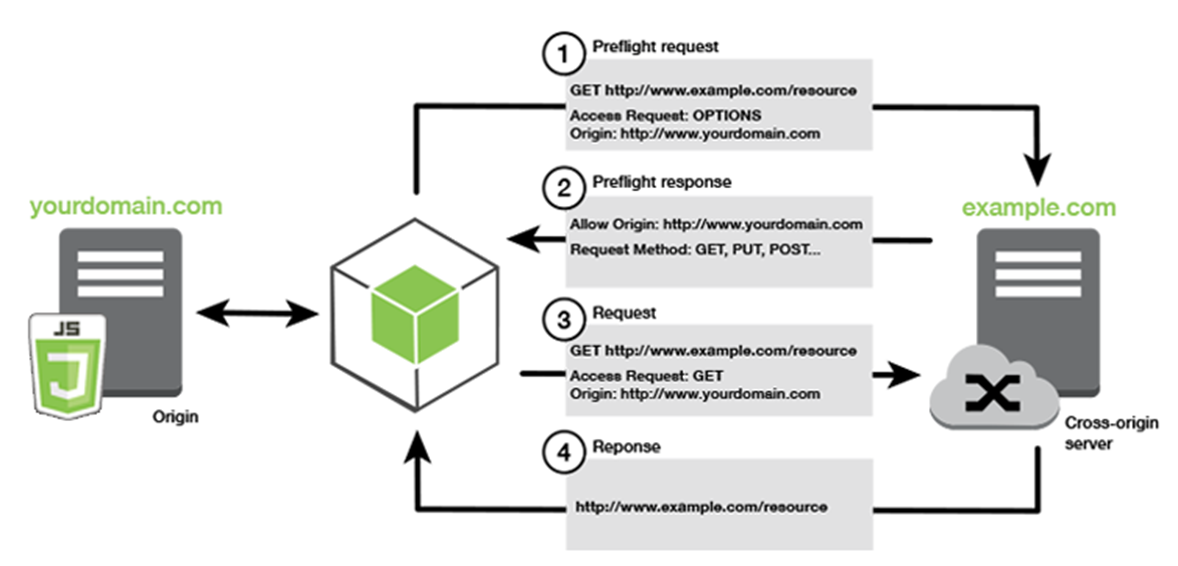 1
Preflight request
GET http://www.example.com/resource
Access Request: OPTIONS
Origin: http://www.yourdomain.com
2
Preflight response
Allow Origin: http://www.yourdomain.com
Request Method: GET, PUT, POST...
yourdomain.com
JS
Origin
example.com
3
Request
GET http://www.example.com/resource
Access Request: GET
Origin: http://www.yourdomain.com
Cross-origin
server
4
Reponse
http://www.example.com/resource